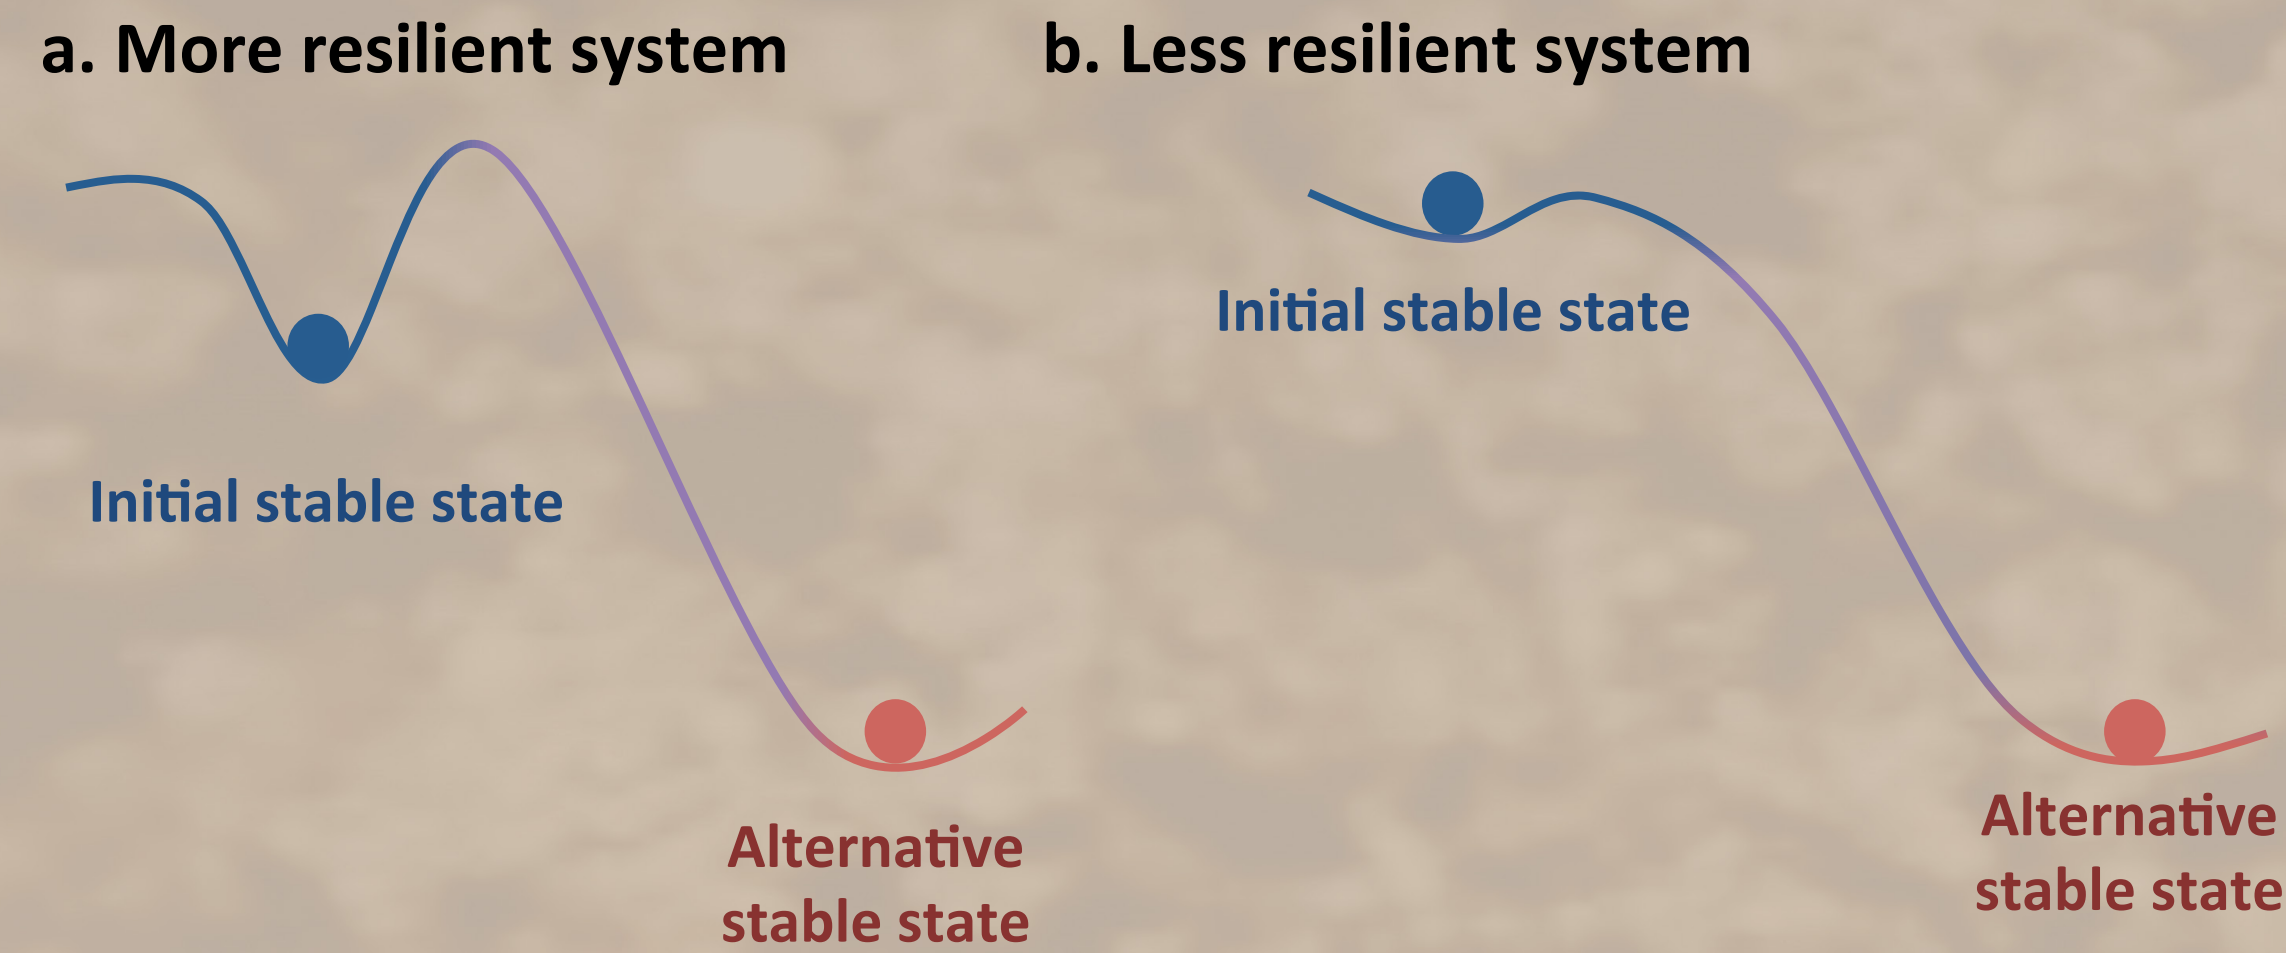 a. More resilient system
b. Less resilient system
Initial stable state
Initial stable state
Alternative
stable state
Alternative
stable state